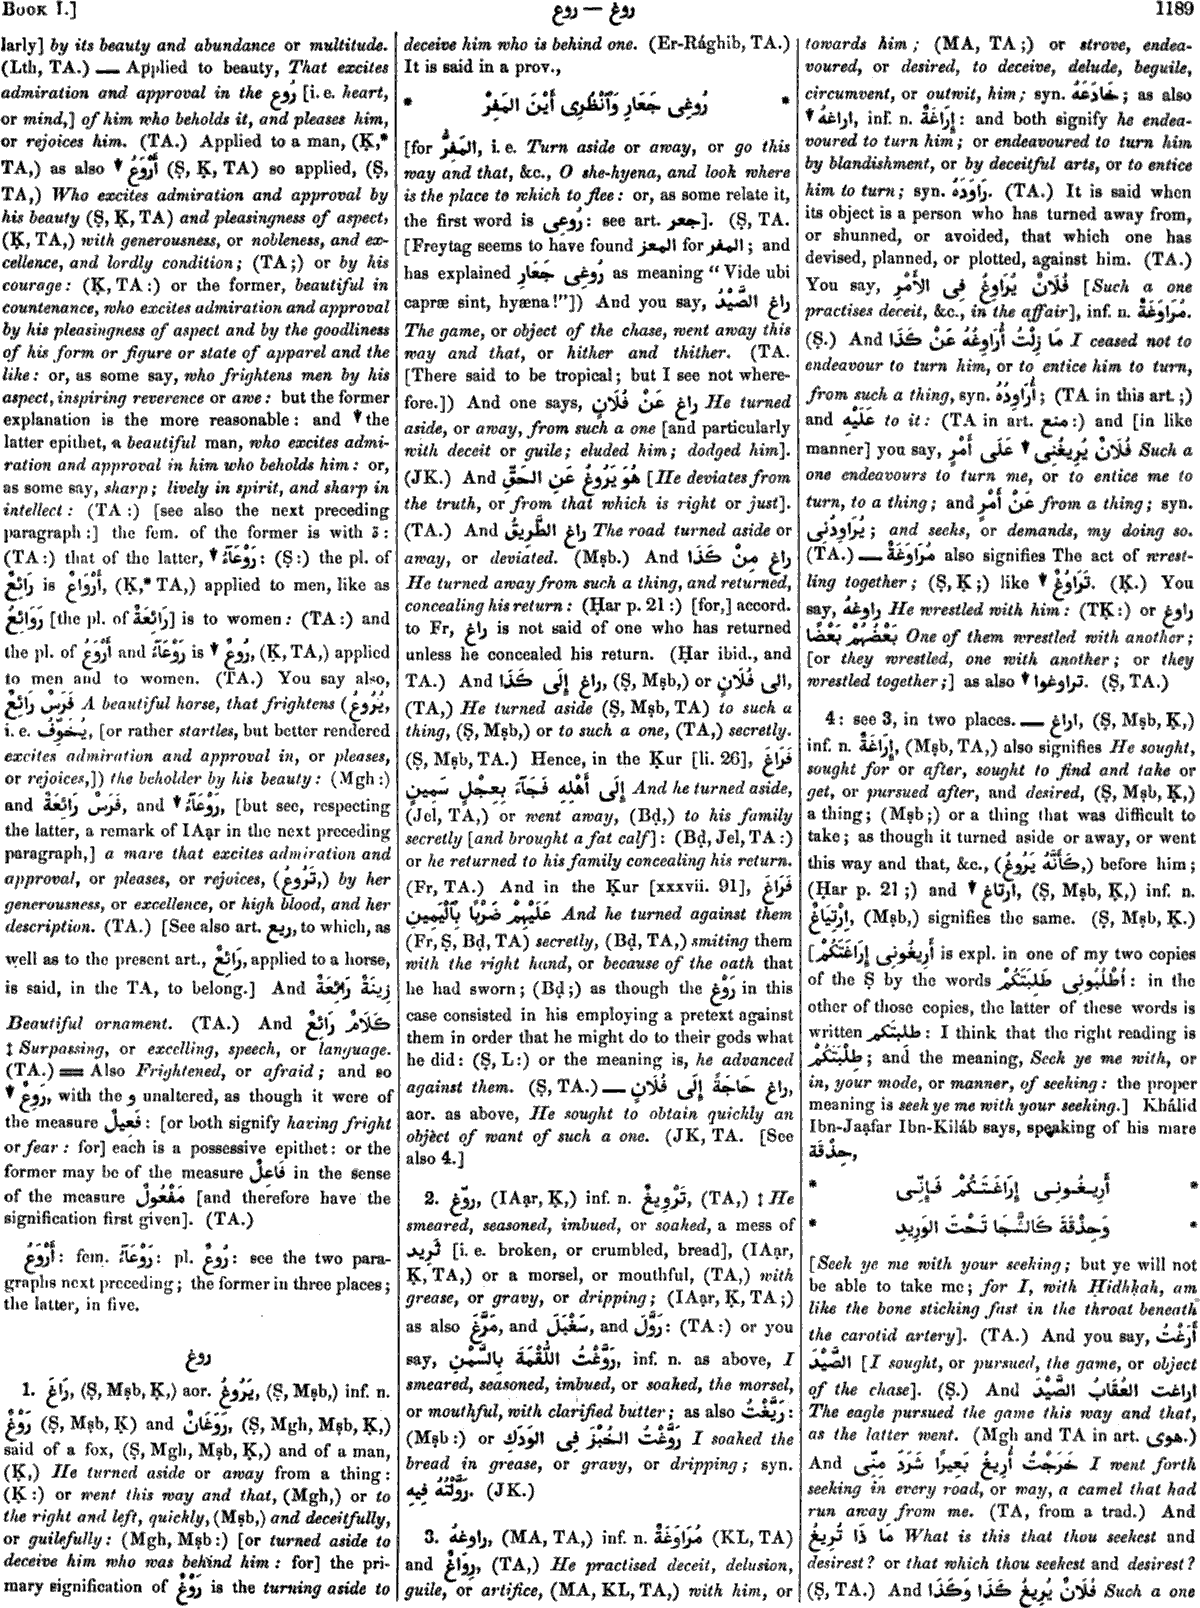 BOOK I.]
روغ — روع
1189
larly] by its beauty and abundance or multitude.
(Lth, TA.) — Applied to beauty, That excites
admiration and approval in the رُوع [i. e. heart,
or mind,] of him who beholds it, and pleases him,
or rejoices him. (TA.) Applied to a man, (Ḳ,*
TA,) as also ↓ أَرْوَعُ (Ṣ, Ḳ, TA) so applied, (Ṣ,
TA,) Who excites admiration and approval by
his beauty (Ṣ, Ḳ, TA) and pleasingness of aspect,
(Ḳ, TA,) with generousness, or nobleness, and ex-
cellence, and lordly condition; (TA;) or by his
courage: (Ḳ, TA:) or the former, beautiful in
countenance, who excites admiration and approval
by his pleasingness of aspect and by the goodliness
of his form or figure or state of apparel and the
like: or, as some say, who frightens men by his
aspect, inspiring reverence or awe: but the former
explanation is the more reasonable: and ↓ the
latter epithet, a beautiful man, who excites admi-
ration and approval in him who beholds him: or,
as some say, sharp; lively in spirit, and sharp in
intellect: (TA:) [see also the next preceding
paragraph:] the fem. of the former is with ة:
(TA:) that of the latter, ↓ رَوْعَآءُ: (Ṣ:) the pl. of
رَائِعٌ is أَرْوَاعٌ, (Ḳ,* TA,) applied to men, like as
رَوَائِعُ [the pl. of رَائِعَةٌ] is to women: (TA:) and
the pl. of أَرْوَعُ and رَوْعَآءُ is ↓ رُوعٌ, (Ḳ, TA,) applied
to men and to women. (TA.) You say also,
فَرَسٌ رَائِعٌ A beautiful horse, that frightens (يَرُوعُ,
i. e. يُخَوِّفُ, [or rather startles, but better rendered
excites admiration and approval in, or pleases,
or rejoices,]) the beholder by his beauty: (Mgh:)
and فَرَسٌ رَائِعَةٌ, and ↓ رَوْعَآءُ, [but see, respecting
the latter, a remark of IAạr in the next preceding
paragraph,] a mare that excites admiration and
approval, or pleases, or rejoices, (تَرُوعُ,) by her
generousness, or excellence, or high blood, and her
description. (TA.) [See also art. ريع, to which, as
well as to the present art., رَائِعٌ, applied to a horse,
is said, in the TA, to belong.] And زِينَةٌ رَائِعَةٌ
Beautiful ornament. (TA.) And كَلَامٌ رَائِعٌ
‡ Surpassing, or excelling, speech, or language.
(TA.) = Also Frightened, or afraid; and so
↓ رَوِعٌ, with the و unaltered, as though it were of
the measure فَعِيلٌ: [or both signify having fright
or fear: for] each is a possessive epithet: or the
former may be of the measure فَاعِلٌ in the sense
of the measure مَفْعُولٌ [and therefore have the
signification first given]. (TA.)
أَرْوَعُ: fem. رَوْعَآءُ: pl. رُوعٌ: see the two para-
graphs next preceding; the former in three places;
the latter, in five.
روغ
1. رَاغَ, (Ṣ, Mṣb, Ḳ,) aor. يَرُوغُ, (Ṣ, Mṣb,) inf. n.
رَوْغٌ (Ṣ, Mṣb, Ḳ) and رَوَغَانٌ, (Ṣ, Mgh, Mṣb, Ḳ,)
said of a fox, (Ṣ, Mgh, Mṣb, Ḳ,) and of a man,
(Ḳ,) He turned aside or away from a thing:
(Ḳ:) or went this way and that, (Mgh,) or to
the right and left, quickly, (Mṣb,) and deceitfully,
or guilefully: (Mgh, Mṣb:) [or turned aside to
deceive him who was behind him: for] the pri-
mary signification of رَوْغٌ is the turning aside to
deceive him who is behind one. (Er-Rághib, TA.)
It is said in a prov.,
* رُوغِى جَعَارِ وَٱنْظُرِى أَيْنَ المَفِرّْ *
[for المَفِرُّ, i. e. Turn aside or away, or go this
way and that, &c., O she-hyena, and look where
is the place to which to flee: or, as some relate it,
the first word is رُوعِى: see art. جعر]. (Ṣ, TA.
[Freytag seems to have found المعز for المفر; and
has explained رُوغِى جَعَارِ as meaning "Vide ubi
capræ sint, hyæna!"]) And you say, راغ الصَّيْدُ
The game, or object of the chase, went away this
way and that, or hither and thither. (TA.
[There said to be tropical; but I see not where-
fore.]) And one says, راغ عَنْ فُلَانٍ He turned
aside, or away, from such a one [and particularly
with deceit or guile; eluded him; dodged him].
(JK.) And هُوَ يَرُوغُ عَنِ الحَقِّ [He deviates from
the truth, or from that which is right or just].
(TA.) And راغ الطَّرِيقُ The road turned aside or
away, or deviated. (Mṣb.) And راغ مِنْ كَذَا
He turned away from such a thing, and returned,
concealing his return: (Ḥar p. 21:) [for,] accord.
to Fr, راغ is not said of one who has returned
unless he concealed his return. (Ḥar ibid., and
TA.) And راغ إِلَى كَذَا, (Ṣ, Mṣb,) or الى فُلَانٍ,
(TA,) He turned aside (Ṣ, Mṣb, TA) to such a
thing, (Ṣ, Mṣb,) or to such a one, (TA,) secretly.
(Ṣ, Mṣb, TA.) Hence, in the Ḳur [li. 26], فَرَاغَ
إِلَى أَهْلِهِ فَجَآءَ بِعِجْلٍ سَمِينٍ And he turned aside,
(Jel, TA,) or went away, (Bḍ,) to his family
secretly [and brought a fat calf]: (Bḍ, Jel, TA:)
or he returned to his family concealing his return.
(Fr, TA.) And in the Ḳur [xxxvii. 91], فَرَاغَ
عَلَيْهِمْ ضَرْبًا بِٱلْيَمِينِ And he turned against them
(Fr, Ṣ, Bḍ, TA) secretly, (Bḍ, TA,) smiting them
with the right hand, or because of the oath that
he had sworn; (Bḍ;) as though the رَوْغ in this
case consisted in his employing a pretext against
them in order that he might do to their gods what
he did: (Ṣ, L:) or the meaning is, he advanced
against them. (Ṣ, TA.) — راغ حَاجَةً إِلَى فُلَانٍ,
aor. as above, He sought to obtain quickly an
object of want of such a one. (JK, TA. [See
also 4.]
2. روّغ, (IAạr, Ḳ,) inf. n. تَرْوِيغٌ, (TA,) ‡ He
smeared, seasoned, imbued, or soaked, a mess of
ثَرِيد [i. e. broken, or crumbled, bread], (IAạr,
Ḳ, TA,) or a morsel, or mouthful, (TA,) with
grease, or gravy, or dripping; (IAạr, Ḳ, TA;)
as also مَرَّغَ, and سَغْبَلَ, and رَوَّلَ: (TA:) or you
say, رَوَّغْتُ اللُّقْمَةَ بِالسَّمْنِ, inf. n. as above, I
smeared, seasoned, imbued, or soaked, the morsel,
or mouthful, with clarified butter; as also رَيَّغْتُ:
(Mṣb:) or رَوَّغْتُ الخُبْزَ فِى الوَدَكِ I soaked the
bread in grease, or gravy, or dripping; syn.
رَوَّلْتُهُ فِيهِ. (JK.)
3. راوغهُ, (MA, TA,) inf. n. مُرَاوَغَةٌ (KL, TA)
and رِوَاغٌ, (TA,) He practised deceit, delusion,
guile, or artifice, (MA, KL, TA,) with him, or
towards him; (MA, TA;) or strove, endea-
voured, or desired, to deceive, delude, beguile,
circumvent, or outwit, him; syn. خَادَعَهُ; as also
↓ اراغهُ, inf. n. إِرَاغَةٌ: and both signify he endea-
voured to turn him; or endeavoured to turn him
by blandishment, or by deceitful arts, or to entice
him to turn; syn. رَاوَدَهُ. (TA.) It is said when
its object is a person who has turned away from,
or shunned, or avoided, that which one has
devised, planned, or plotted, against him. (TA.)
You say, فُلَانٌ يُرَاوِغُ فِى الأَمْرِ [Such a one
practises deceit, &c., in the affair], inf. n. مُرَاوَغَةٌ.
(Ṣ.) And مَا زِلْتُ أُرَاوِغُهُ عَنْ كَذَا I ceased not to
endeavour to turn him, or to entice him to turn,
from such a thing, syn. أُرَاوِدُهُ; (TA in this art.;)
and عَلَيْهِ to it: (TA in art. منع:) and [in like
manner] you say, فُلَانٌ يُرِيغُنِى ↓ عَلَى أَمْرٍ Such a
one endeavours to turn me, or to entice me to
turn, to a thing; and عَنْ أَمْرٍ from a thing; syn.
يُرَاوِدُنِى; and seeks, or demands, my doing so.
(TA.) — مُرَاوَغَةٌ also signifies The act of wrest-
ling together; (Ṣ, Ḳ;) like ↓ تَرَاوُغٌ. (Ḳ.) You
say, راوغهُ He wrestled with him: (TḲ:) or راوغ
بَعْضُهُمْ بَعْضًا One of them wrestled with another;
[or they wrestled, one with another; or they
wrestled together;] as also ↓ تراوغوا. (Ṣ, TA.)
4: see 3, in two places. — اراغ, (Ṣ, Mṣb, Ḳ,)
inf. n. إِرَاغَةٌ, (Mṣb, TA,) also signifies He sought,
sought for or after, sought to find and take or
get, or pursued after, and desired, (Ṣ, Mṣb, Ḳ,)
a thing; (Mṣb;) or a thing that was difficult to
take; as though it turned aside or away, or went
this way and that, &c., (كَأَنَّهُ يَرُوغُ,) before him;
(Ḥar p. 21;) and ↓ ارتاغ, (Ṣ, Mṣb, Ḳ,) inf. n.
اِرْتِيَاغٌ, (Mṣb,) signifies the same. (Ṣ, Mṣb, Ḳ.)
[أَرِيغُونِى إِرَاغَتَكُمْ is expl. in one of my two copies
of the Ṣ by the words اُطْلُبُونِى طَلِبَتَكُمْ: in the
other of those copies, the latter of these words is
written طلبتكم: I think that the right reading is
طِلْبَتَكُمْ; and the meaning, Seek ye me with, or
in, your mode, or manner, of seeking: the proper
meaning is seek ye me with your seeking.] Khálid
Ibn-Jaạfar Ibn-Kiláb says, speaking of his mare
حِذْقَة,
* أَرِيغُونِى إِرَاغَتَكُمْ فَإِنِّى *
* وَحِذْقَةَ كَالشَّجَا تَحْتَ الوَرِيدِ *
[Seek ye me with your seeking; but ye will not
be able to take me; for I, with Ḥidhḳah, am
like the bone sticking fast in the throat beneath
the carotid artery]. (TA.) And you say, أَرَغْتُ
الصَّيْدَ [I sought, or pursued, the game, or object
of the chase]. (Ṣ.) And اراغت العُقَابُ الصَّيْدَ
The eagle pursued the game this way and that,
as the latter went. (Mgh and TA in art. هوى.)
And خَرَجْتُ أُرِيغُ بَعِيرًا شَرَدَ مِنِّى I went forth
seeking in every road, or way, a camel that had
run away from me. (TA, from a trad.) And
مَا ذَا تُرِيغُ What is this that thou seekest and
desirest? or that which thou seekest and desirest?
(Ṣ, TA.) And فُلَانٌ يُرِيغُ كَذَا وَكَذَا Such a one